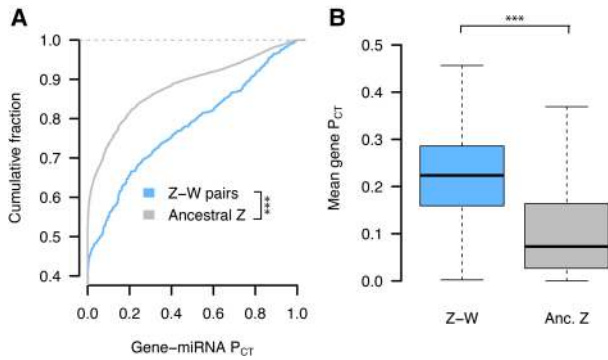 A
Cumulative fraction
1.0
0.9
0.8
0.7
0.6
0.5
0.4
Z–W pairs
Ancestral Z
***
0.0 0.2 0.4 0.6 0.8 1.0
Gene–miRNA PCT
B
***
Mean gene PCT
0.5
0.4
0.3
0.2
0.1
0.0
Z–W Anc. Z